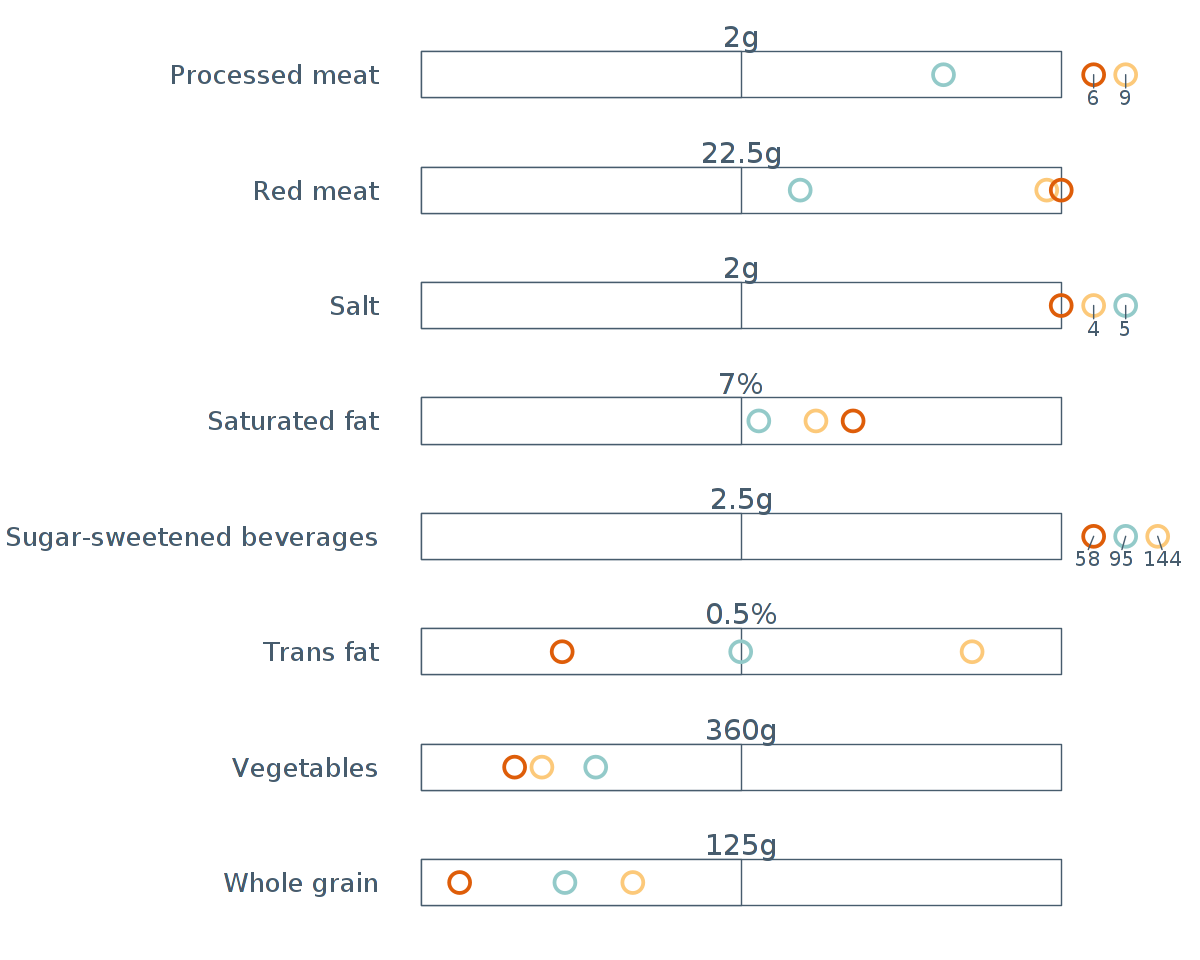 2g
Processed meat
6 9
22.5g
Red meat
2g
Salt
4 5
7%
Saturated fat
2.5g
Sugar-sweetened beverages
58 95 144
0.5%
Trans fat
360g
Vegetables
125g
Whole grain